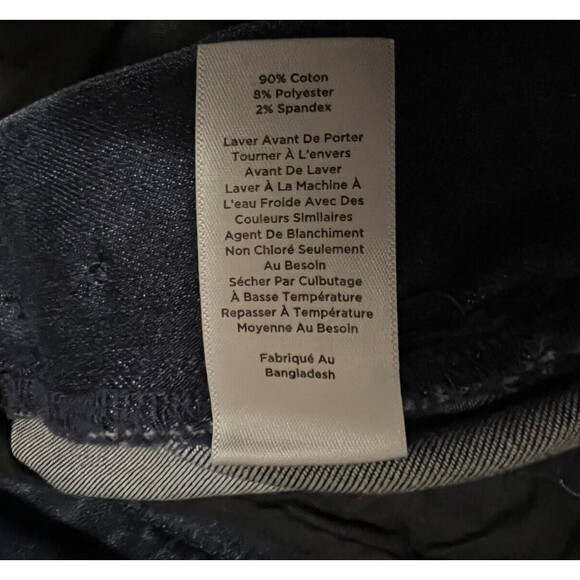 90% Coton
8% Polyester
2% Spandex
Laver Avant De Porter
Tourner À L'envers
Avant De Laver
Laver À La Machine À
L'eau Froide Avec Des
Couleurs Similaires
Agent De Blanchiment
Non Chloré Seulement
Au Besoin
Sécher Par Culbutage
À Basse Température
Repasser À Température
Moyenne Au Besoin
Fabriqué Au
Bangladesh